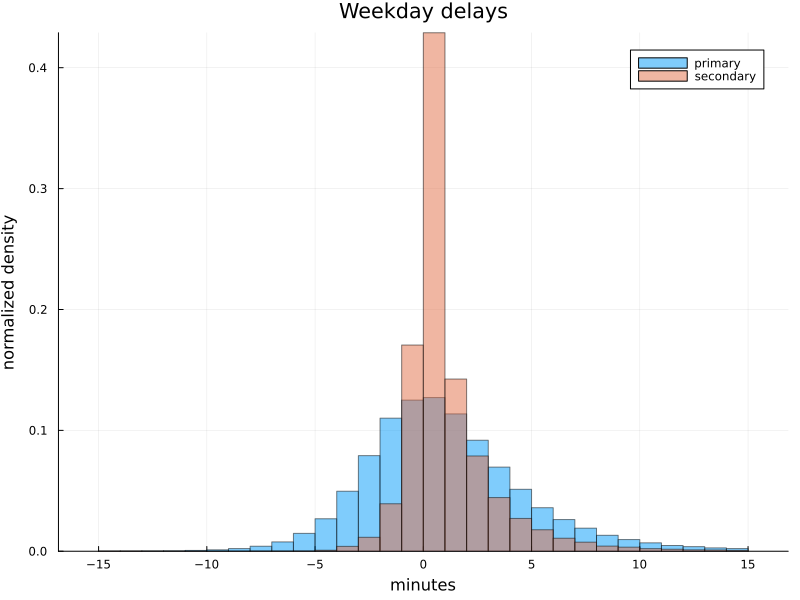 Weekday delays
primary
secondary
normalized density
0.4
0.3
0.2
0.1
0.0
−15 −10 −5 0 5 10 15
minutes